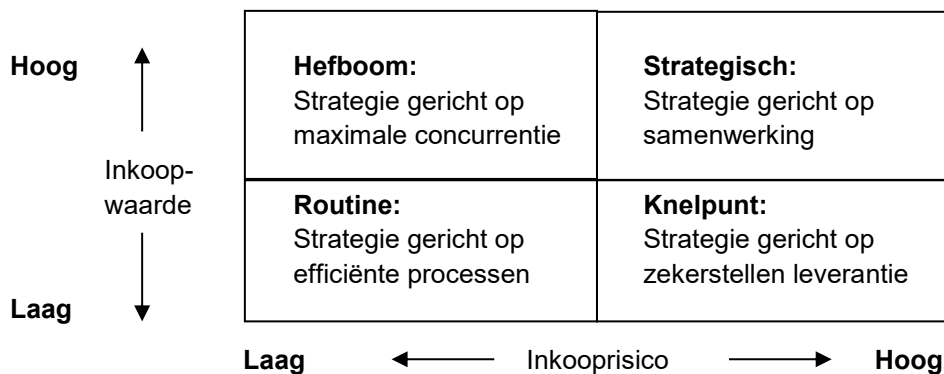 Hoog
Hefboom:
Strategie gericht op
maximale concurrentie
Strategisch:
Strategie gericht op
samenwerking
Inkoop-
waarde
Routine:
Strategie gericht op
efficiënte processen
Knelpunt:
Strategie gericht op
zekerstellen leverantie
Laag
Laag
Inkooprisico
Hoog